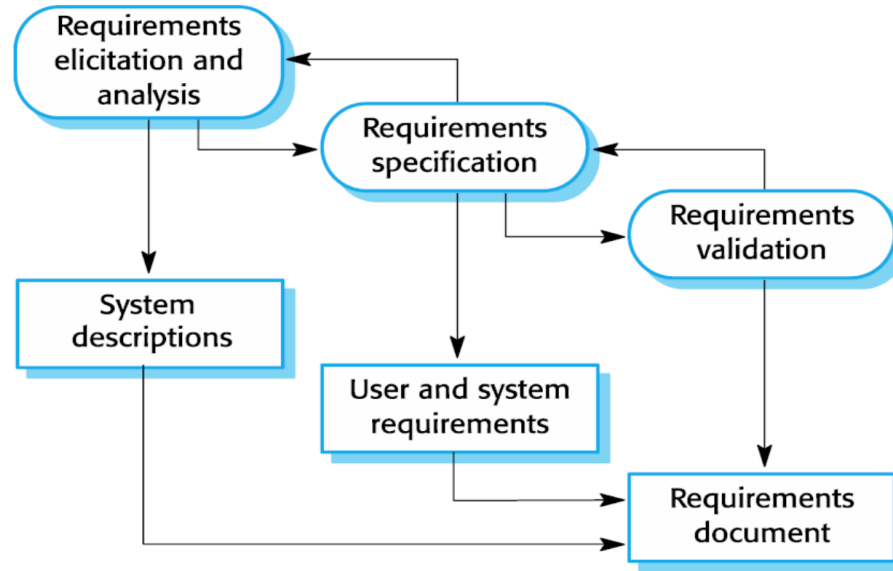 Requirements
elicitation and
analysis
Requirements
specification
Requirements
validation
System
descriptions
User and system
requirements
Requirements
document